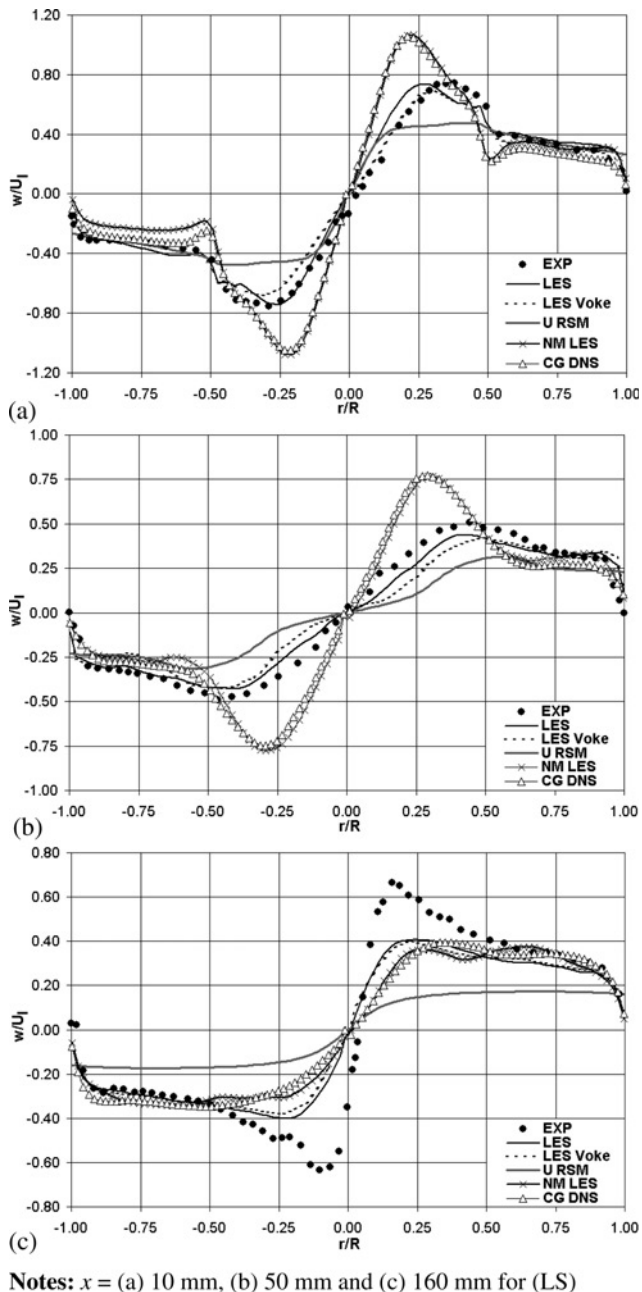 1.20
0.80
0.40
0.00
-0.40
-0.80
-1.20
w/U_I
EXP
LES
LES Voke
U RSM
NM LES
CG DNS
-1.00 -0.75 -0.50 -0.25 0.00 0.25 0.50 0.75 1.00
(a) r/R
1.00
0.75
0.50
0.25
0.00
-0.25
-0.50
-0.75
-1.00
w/U_I
EXP
LES
LES Voke
U RSM
NM LES
CG DNS
-1.00 -0.75 -0.50 -0.25 0.00 0.25 0.50 0.75 1.00
(b) r/R
0.80
0.60
0.40
0.20
0.00
-0.20
-0.40
-0.60
-0.80
w/U_I
EXP
LES
LES Voke
U RSM
NM LES
CG DNS
-1.00 -0.75 -0.50 -0.25 0.00 0.25 0.50 0.75 1.00
(c) r/R
Notes: x = (a) 10 mm, (b) 50 mm and (c) 160 mm for (LS)